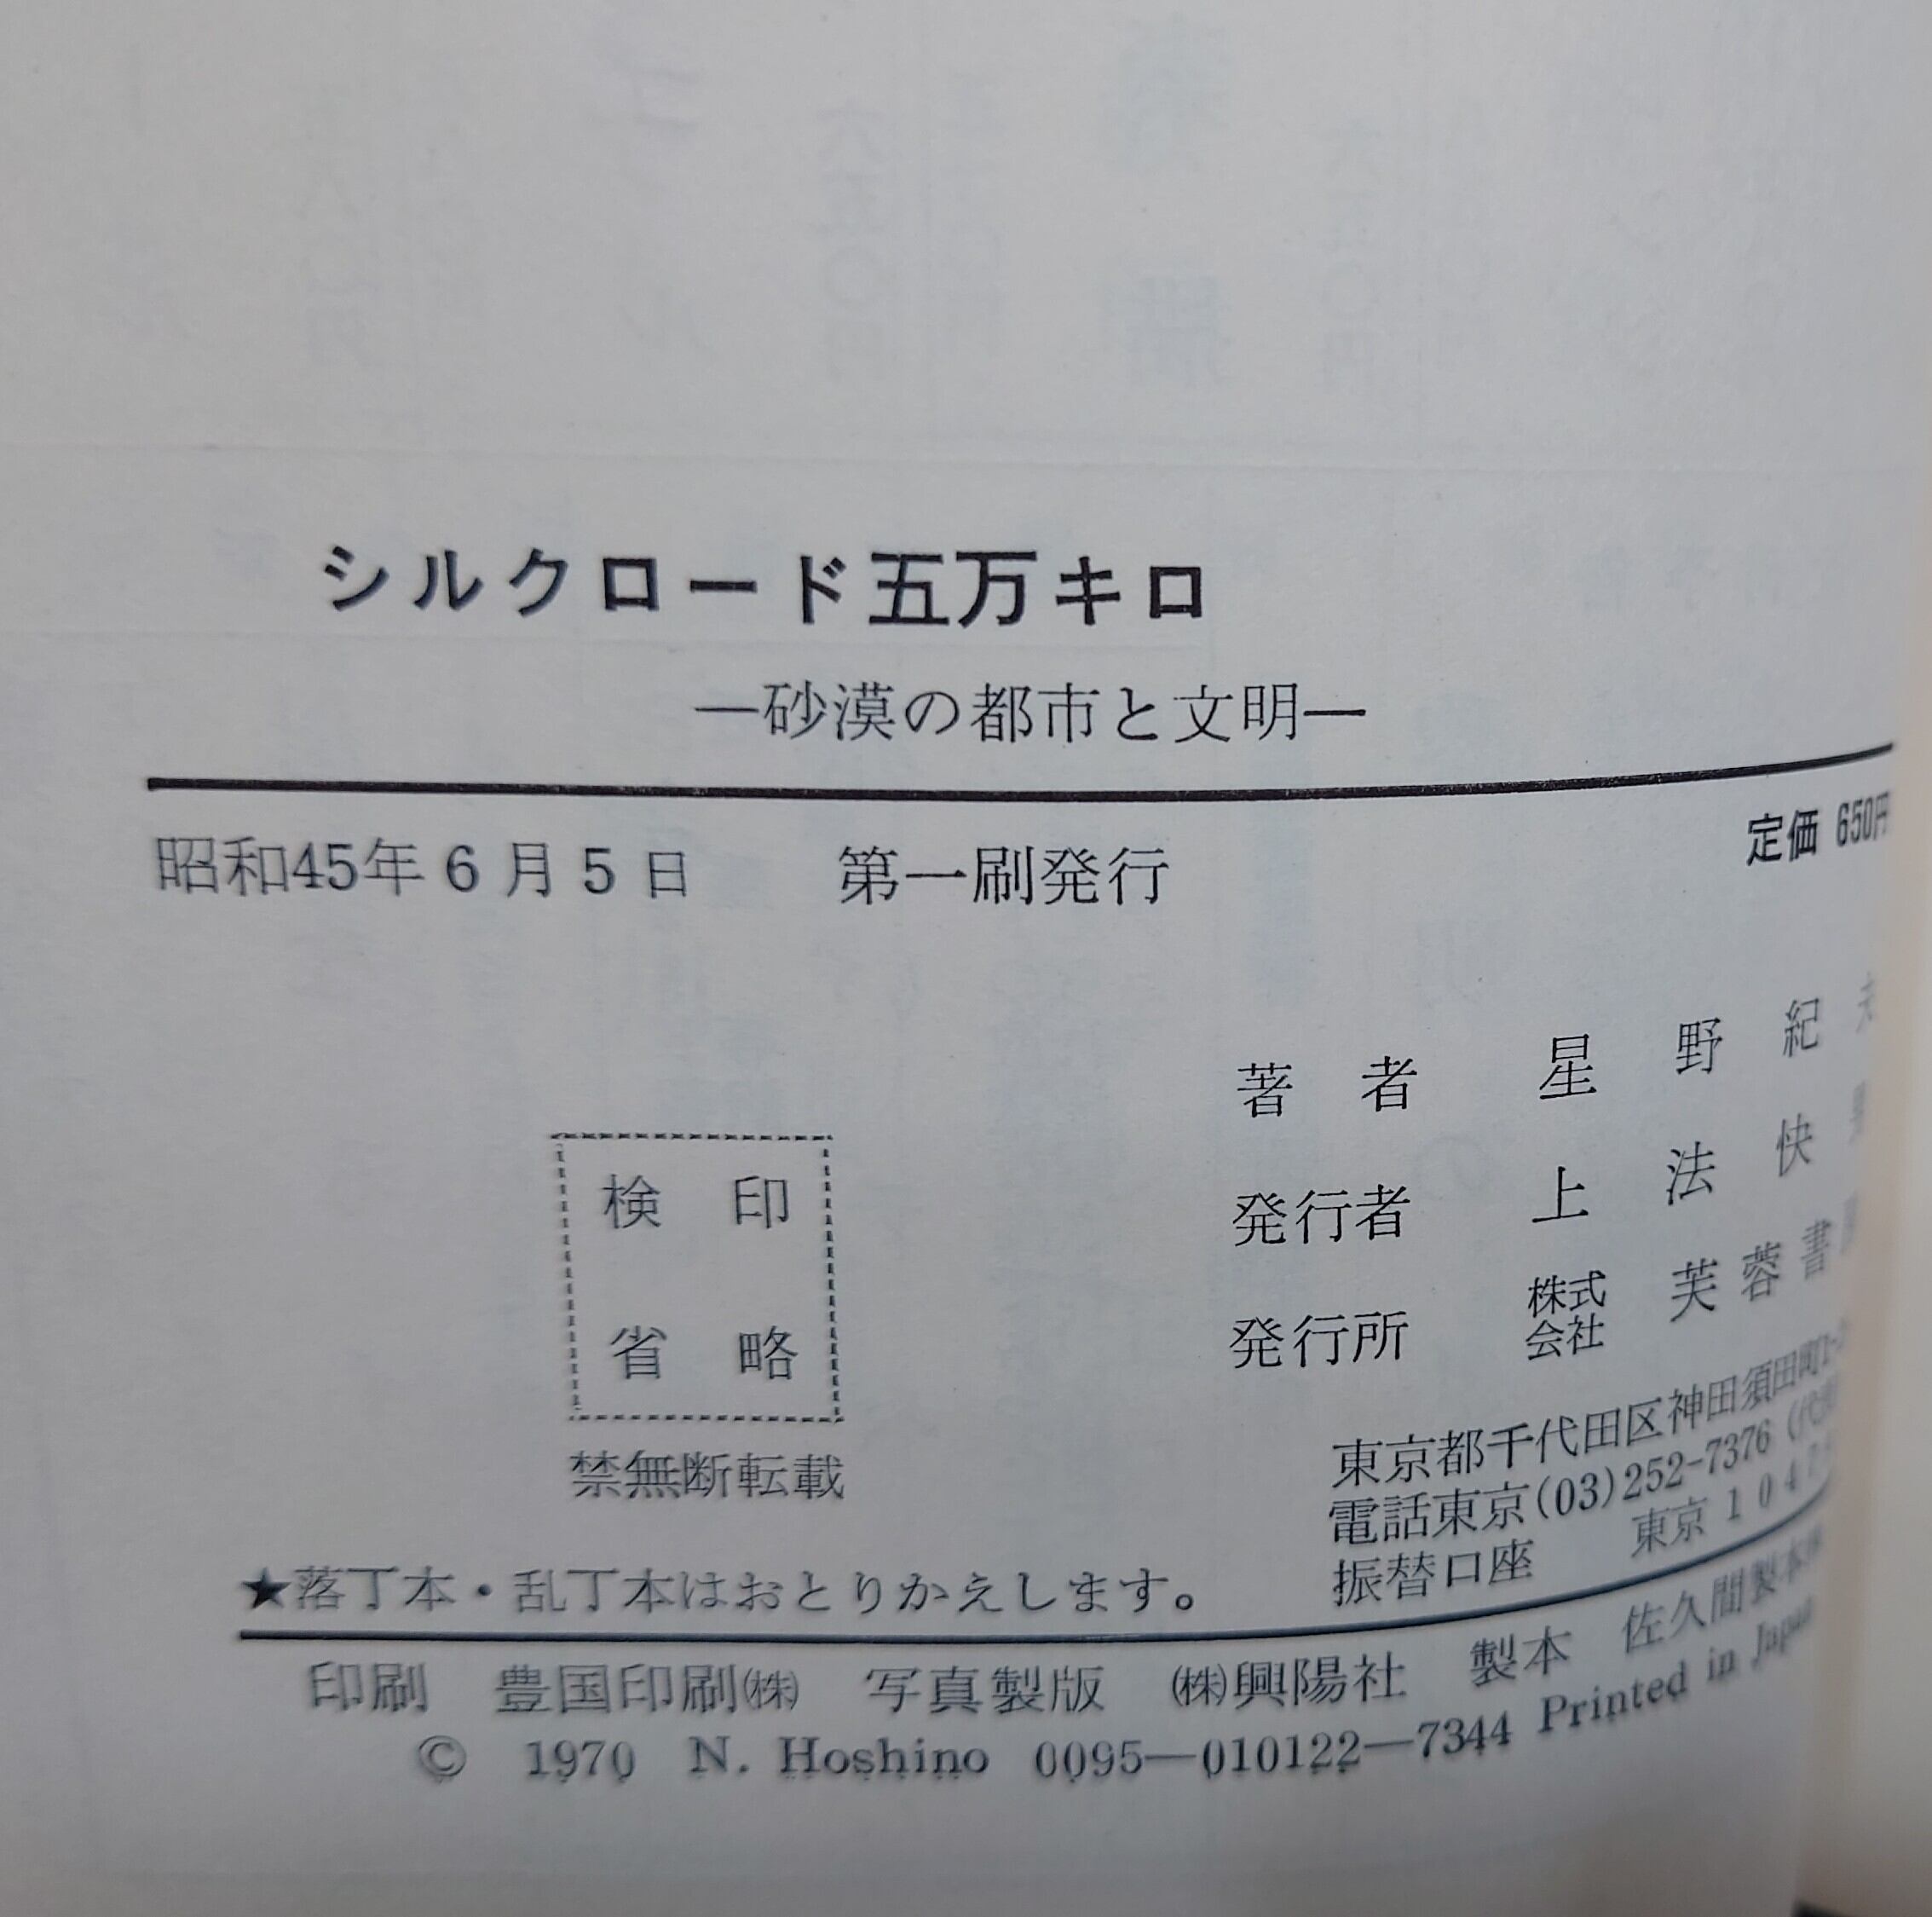 シルクロード五万キロ
―砂漠の都市と文明―
定価 650円
昭和45年6月5日 第一刷発行
著者 星野紀
発行者 上法快
発行所 株式会社 芙蓉書
東京都千代田区神田須田町1-
電話東京(03)252-7376
振替口座 東京 1047
検印
省略
禁無断転載
★落丁本・乱丁本はおとりかえします。
印刷 豊国印刷㈱ 写真製版 ㈱興陽社 製本 佐久間製本
© 1970 N. Hoshino 0095―010122―7344 Printed in Japan